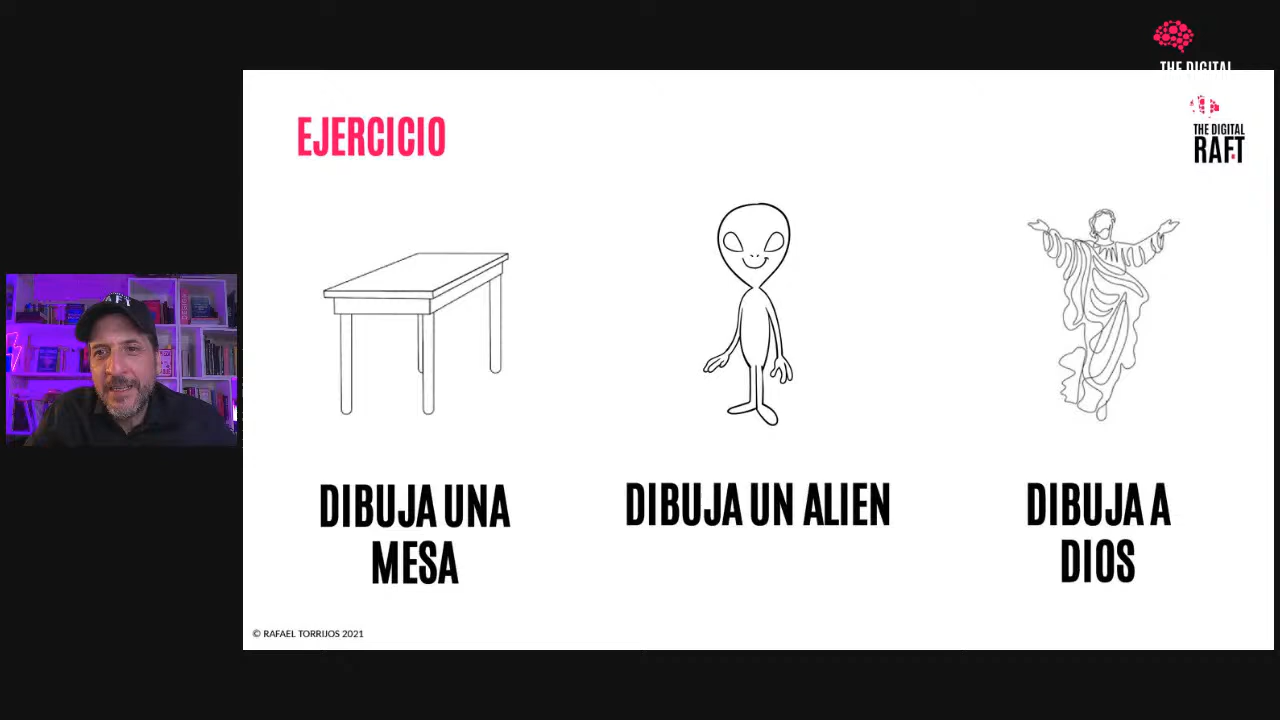 THE DIGITAL
EJERCICIO
THE DIGITAL
RAFT
DIBUJA UNA
MESA
DIBUJA UN ALIEN
DIBUJA A
DIOS
© RAFAEL TORRIJOS 2021